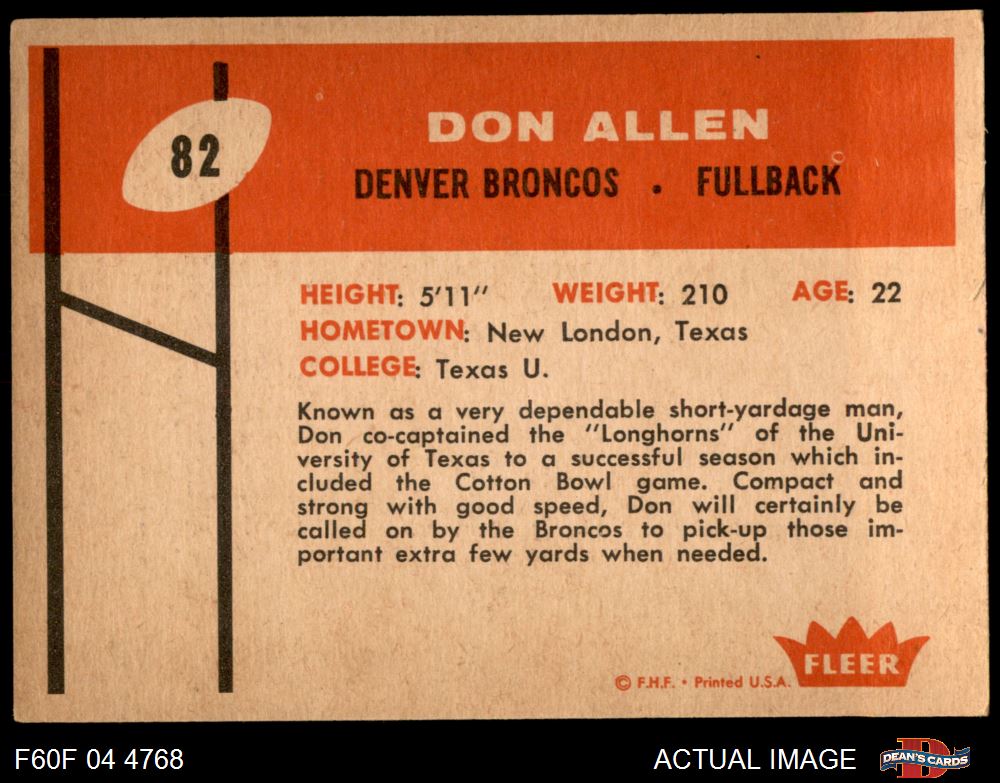 82
DON ALLEN
DENVER BRONCOS • FULLBACK
HEIGHT: 5'11" WEIGHT: 210 AGE: 22
HOMETOWN: New London, Texas
COLLEGE: Texas U.
Known as a very dependable short-yardage man,
Don co-captained the "Longhorns" of the Uni-
versity of Texas to a successful season which in-
cluded the Cotton Bowl game. Compact and
strong with good speed, Don will certainly be
called on by the Broncos to pick-up those im-
portant extra few yards when needed.
FLEER
© F.H.F. • Printed U.S.A.
F60F 04 4768 ACTUAL IMAGE DEAN'S CARDS